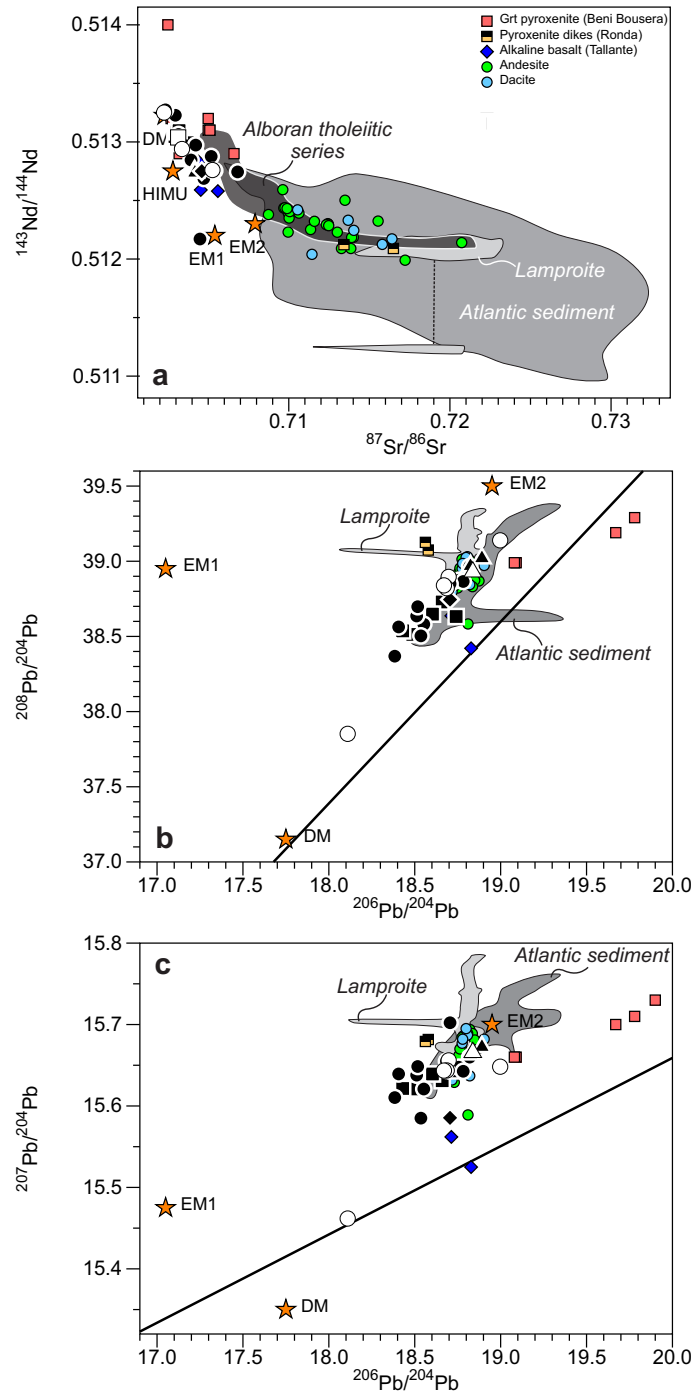 0.514
0.513
0.512
0.511
143Nd/144Nd
Grt pyroxenite (Beni Bousera)
Pyroxenite dikes (Ronda)
Alkaline basalt (Tallante)
Andesite
Dacite
Alboran tholeiitic
series
DM
HIMU
EM1
EM2
Lamproite
Atlantic sediment
a
0.71
0.72
0.73
87Sr/86Sr
39.5
39.0
38.5
38.0
37.5
37.0
208Pb/204Pb
EM2
Lamproite
EM1
Atlantic sediment
DM
b
17.0
17.5
18.0
18.5
19.0
19.5
20.0
206Pb/204Pb
15.8
15.7
15.6
15.5
15.4
207Pb/204Pb
c
Atlantic sediment
Lamproite
EM2
EM1
DM
17.0
17.5
18.0
18.5
19.0
19.5
20.0
206Pb/204Pb